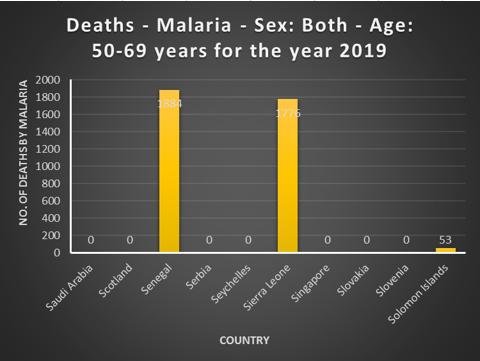 Deaths - Malaria - Sex: Both - Age:
50-69 years for the year 2019
NO. OF DEATHS BY MALARIA
2000
1800
1600
1400
1200
1000
800
600
400
200
0
0
0
1884
0
0
1776
0
0
0
53
Saudi Arabia
Scotland
Senegal
Serbia
Seychelles
Sierra Leone
Singapore
Slovakia
Slovenia
Solomon Islands
COUNTRY